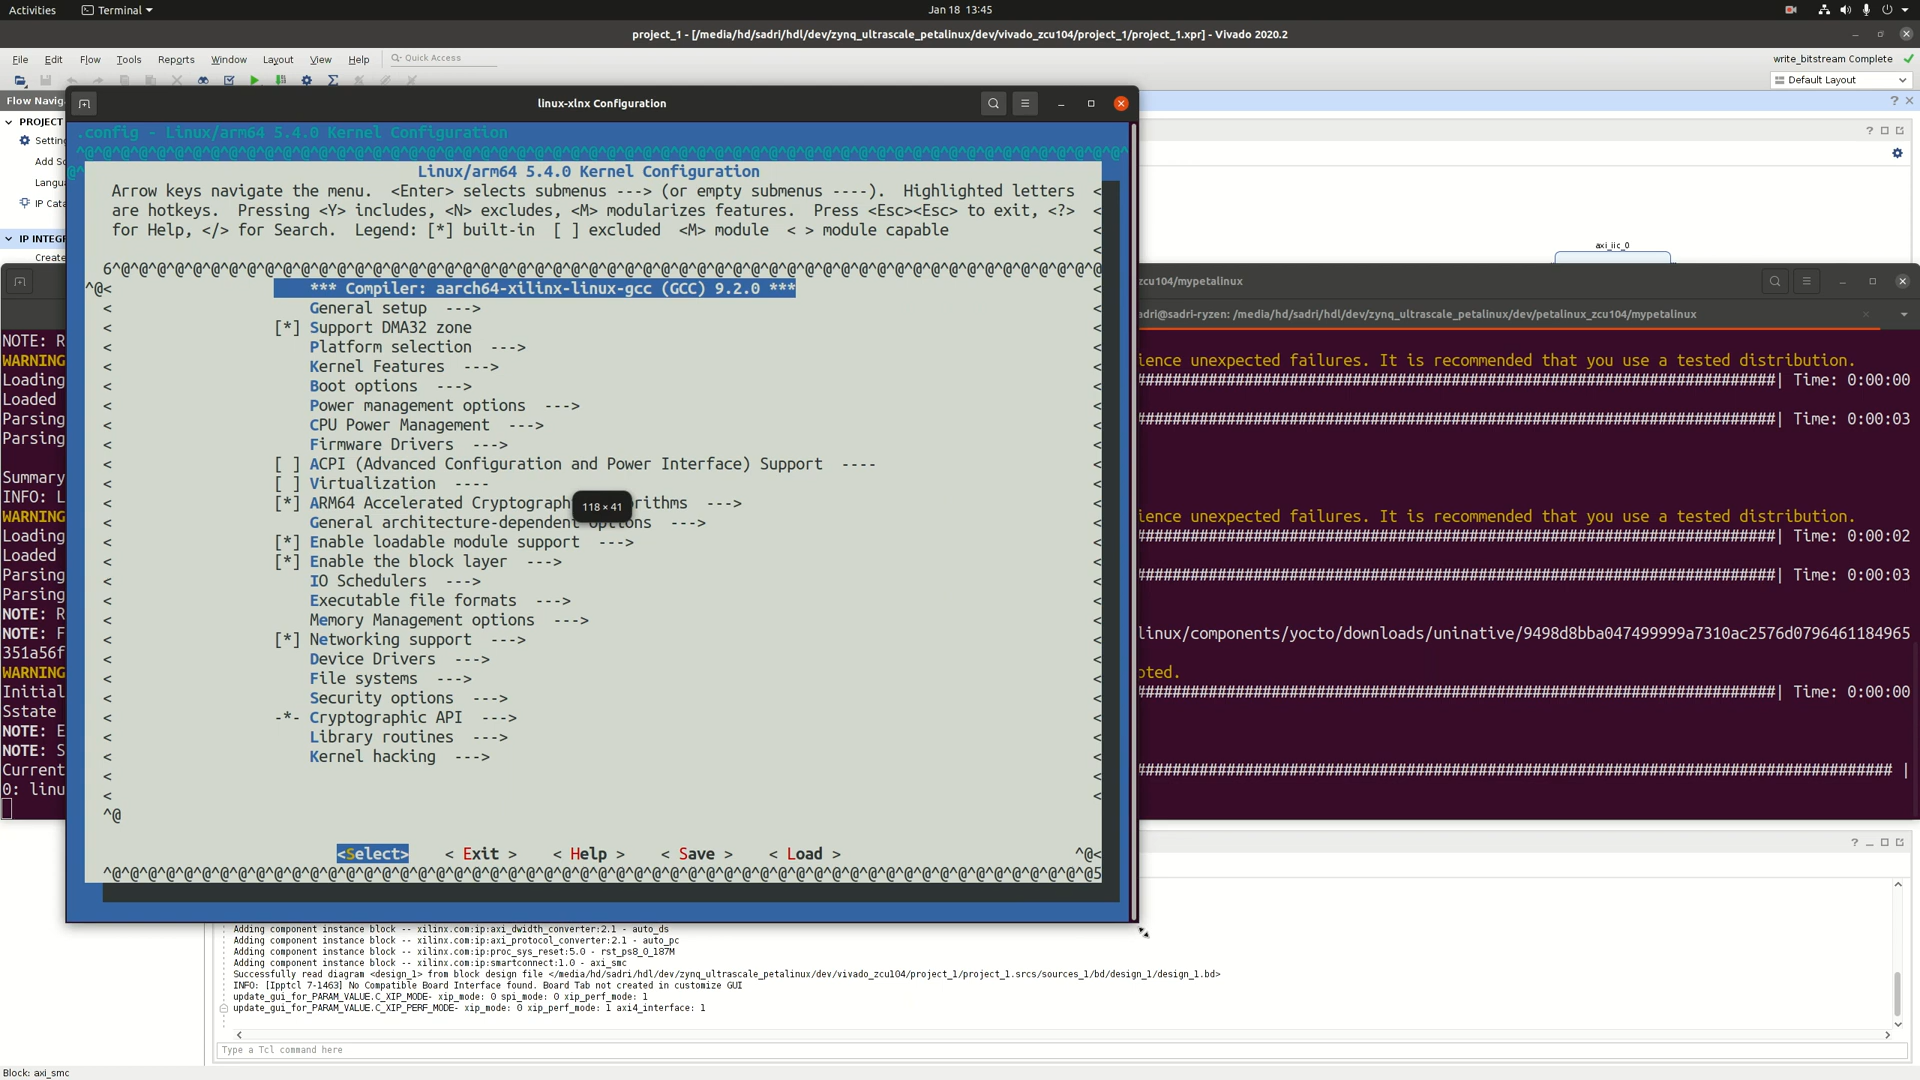 Activities
Terminal
Jan 18 13:45
project_1 - [/media/hd/sadri/hdl/dev/zynq_ultrascale_petalinux/dev/vivado_zcu104/project_1/project_1.xpr] - Vivado 2020.2
File Edit Flow Tools Reports Window Layout View Help
Quick Access
write_bitstream Complete
Default Layout
Flow Navig
linux-xlnx Configuration
PROJECT
Settin
Add So
Langua
IP Cata
IP INTEGR
Create
.config - Linux/arm64 5.4.0 Kernel Configuration
Linux/arm64 5.4.0 Kernel Configuration
Arrow keys navigate the menu. <Enter> selects submenus ---> (or empty submenus ----). Highlighted letters <
are hotkeys. Pressing <Y> includes, <N> excludes, <M> modularizes features. Press <Esc><Esc> to exit, <?> <
for Help, </> for Search. Legend: [*] built-in [ ] excluded <M> module < > module capable <
^@< *** Compiler: aarch64-xilinx-linux-gcc (GCC) 9.2.0 *** <
< General setup ---> <
< [*] Support DMA32 zone <
< Platform selection ---> <
< Kernel Features ---> <
< Boot options ---> <
< Power management options ---> <
< CPU Power Management ---> <
< Firmware Drivers ---> <
< [ ] ACPI (Advanced Configuration and Power Interface) Support ---- <
< [ ] Virtualization ---- <
< [*] ARM64 Accelerated Cryptograph rithms ---> <
118 × 41
< General architecture-dependent options ---> <
< [*] Enable loadable module support ---> <
< [*] Enable the block layer ---> <
< IO Schedulers ---> <
< Executable file formats ---> <
< Memory Management options ---> <
< [*] Networking support ---> <
< Device Drivers ---> <
< File systems ---> <
< Security options ---> <
< -*- Cryptographic API ---> <
< Library routines ---> <
< Kernel hacking ---> <
^@
<Select> < Exit > < Help > < Save > < Load > ^@<
axi_iic_0
zcu104/mypetalinux
adri@sadri-ryzen: /media/hd/sadri/hdl/dev/zynq_ultrascale_petalinux/dev/petalinux_zcu104/mypetalinux
NOTE: R
WARNING ience unexpected failures. It is recommended that you use a tested distribution.
Loading | Time: 0:00:00
Loaded
Parsing | Time: 0:00:03
Parsing
Summary
INFO: L
WARNING ience unexpected failures. It is recommended that you use a tested distribution.
Loading | Time: 0:00:02
Loaded
Parsing | Time: 0:00:03
Parsing
NOTE: R
NOTE: F linux/components/yocto/downloads/uninative/9498d8bba047499999a7310ac2576d0796461184965
351a56f
WARNING oted.
Initial | Time: 0:00:00
Sstate
NOTE: E
NOTE: S
Current |
0: linu
Adding component instance block -- xilinx.com:ip:axi_dwidth_converter:2.1 - auto_ds
Adding component instance block -- xilinx.com:ip:axi_protocol_converter:2.1 - auto_pc
Adding component instance block -- xilinx.com:ip:proc_sys_reset:5.0 - rst_ps8_0_187M
Adding component instance block -- xilinx.com:ip:smartconnect:1.0 - axi_smc
Successfully read diagram <design_1> from block design file </media/hd/sadri/hdl/dev/zynq_ultrascale_petalinux/dev/vivado_zcu104/project_1/project_1.srcs/sources_1/bd/design_1/design_1.bd>
INFO: [Ipptcl 7-1463] No Compatible Board Interface found. Board Tab not created in customize GUI
update_gui_for_PARAM_VALUE.C_XIP_MODE- xip_mode: 0 spi_mode: 0 xip_perf_mode: 1
update_gui_for_PARAM_VALUE.C_XIP_PERF_MODE- xip_mode: 0 xip_perf_mode: 1 axi4_interface: 1
Type a Tcl command here
Block: axi_smc